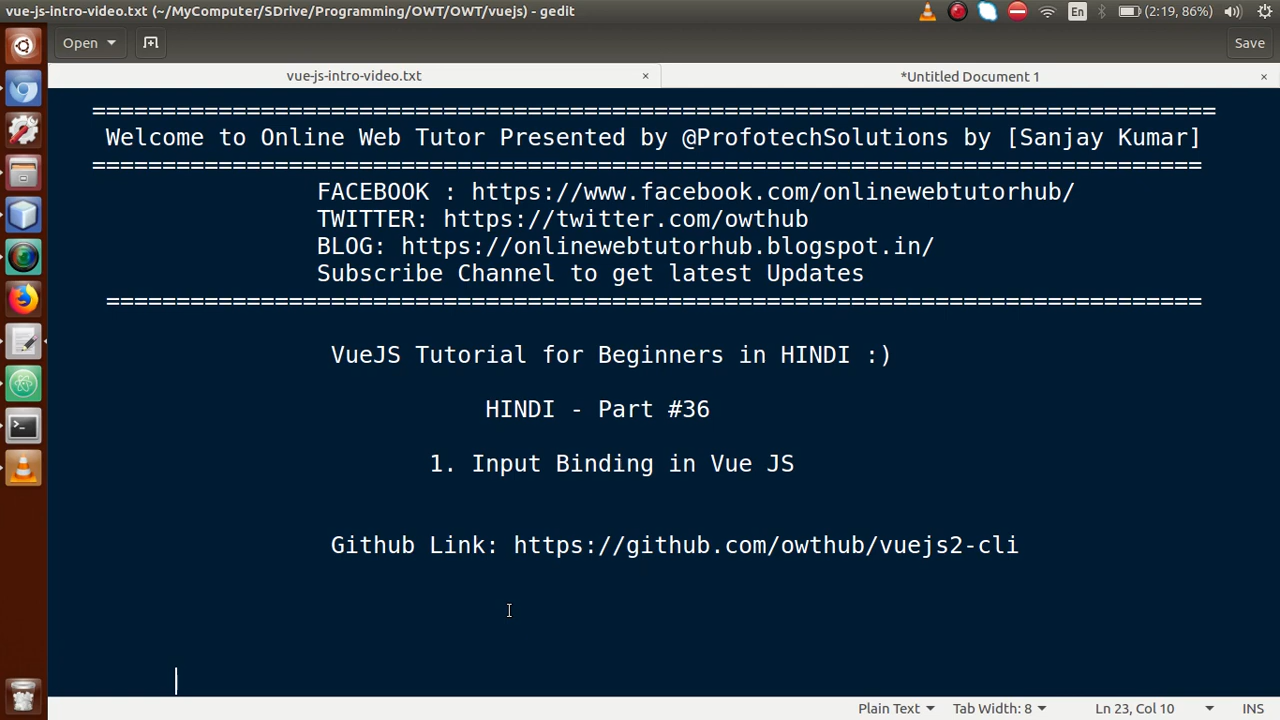 vue-js-intro-video.txt (~/MyComputer/SDrive/Programming/OWT/OWT/vuejs) - gedit
En
(2:19, 86%)
Open
Save
vue-js-intro-video.txt ×
*Untitled Document 1 ×
================================================================================
Welcome to Online Web Tutor Presented by @ProfotechSolutions by [Sanjay Kumar]
===============================================================================
FACEBOOK : https://www.facebook.com/onlinewebtutorhub/
TWITTER: https://twitter.com/owthub
BLOG: https://onlinewebtutorhub.blogspot.in/
Subscribe Channel to get latest Updates
==============================================================================
VueJS Tutorial for Beginners in HINDI :)
HINDI - Part #36
1. Input Binding in Vue JS
Github Link: https://github.com/owthub/vuejs2-cli
Plain Text Tab Width: 8 Ln 23, Col 10 INS